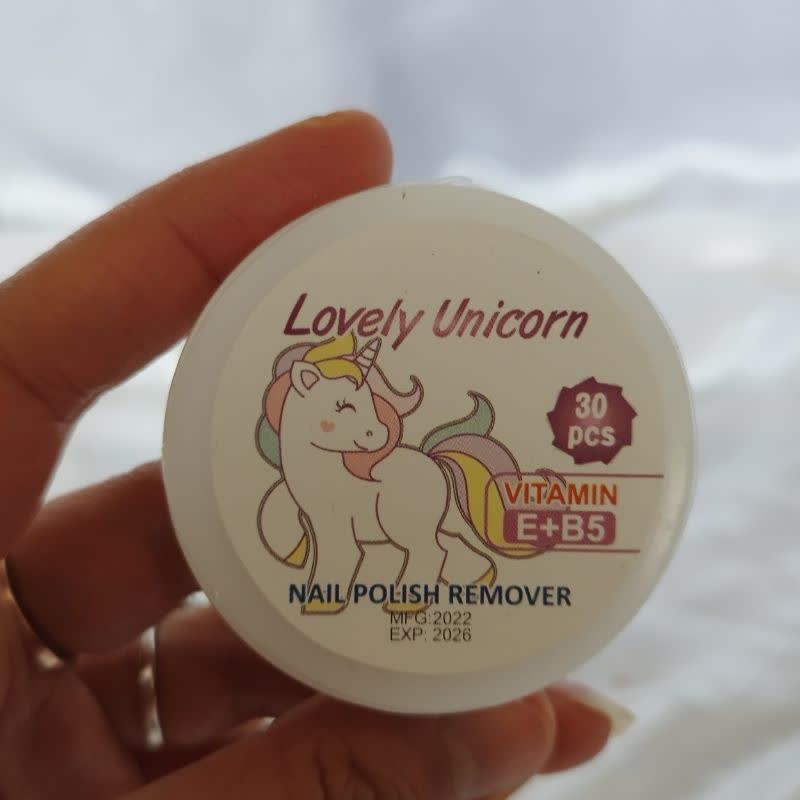 Lovely Unicorn
30
pcs
VITAMIN
E+B5
NAIL POLISH REMOVER
MFG:2022
EXP: 2026